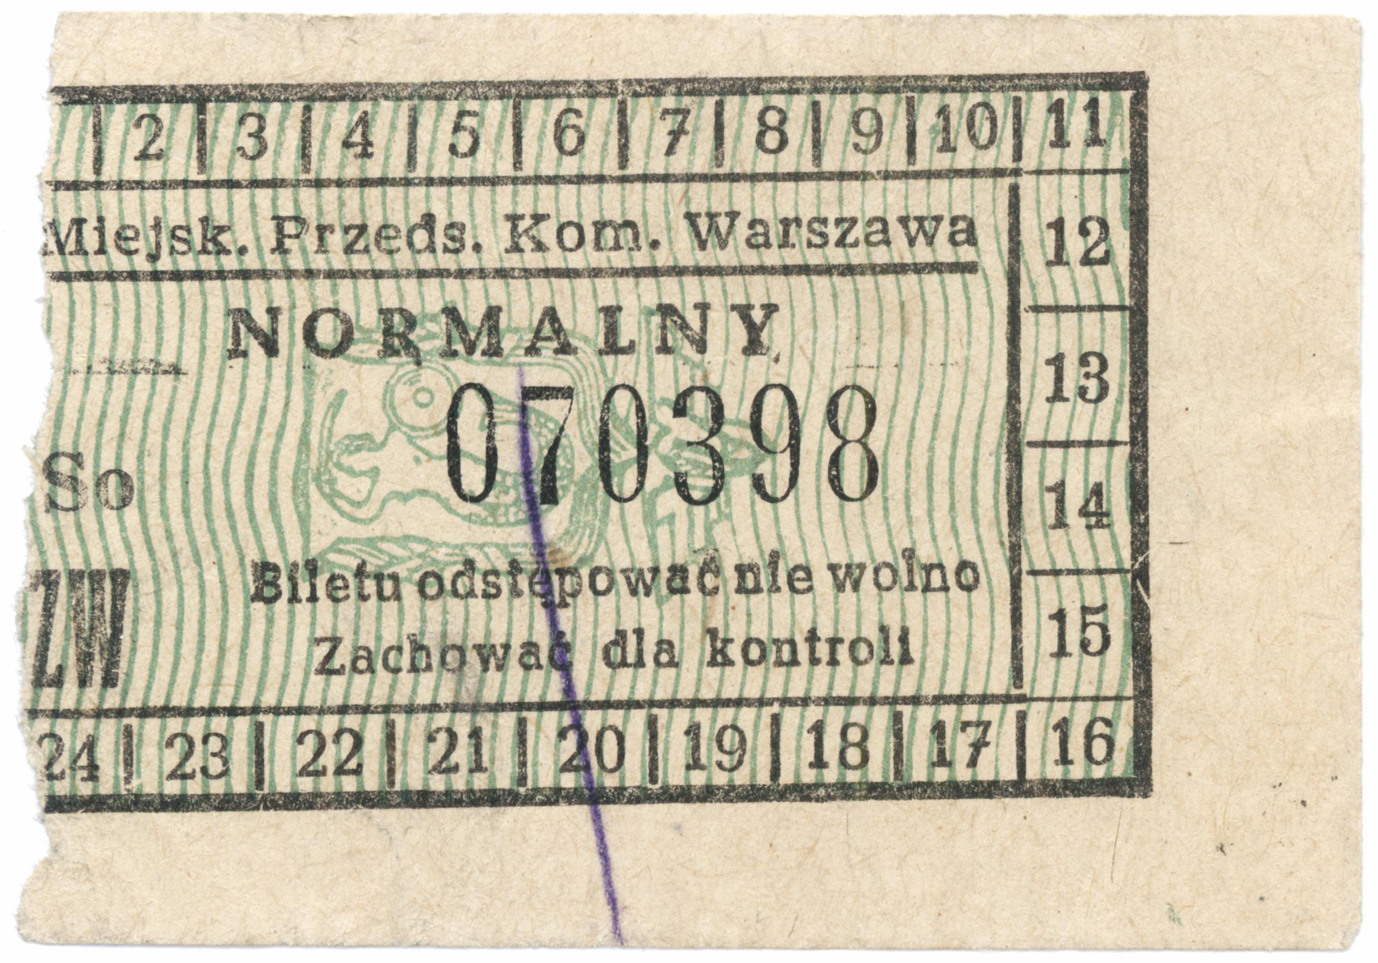 2 3 4 5 6 7 8 9 10 11
Miejsk. Przeds. Kom. Warszawa
12
NORMALNY
13
070398
So
14
Biletu odstępować nie wolno
ZW
15
Zachować dla kontroli
24 23 22 21 20 19 18 17 16